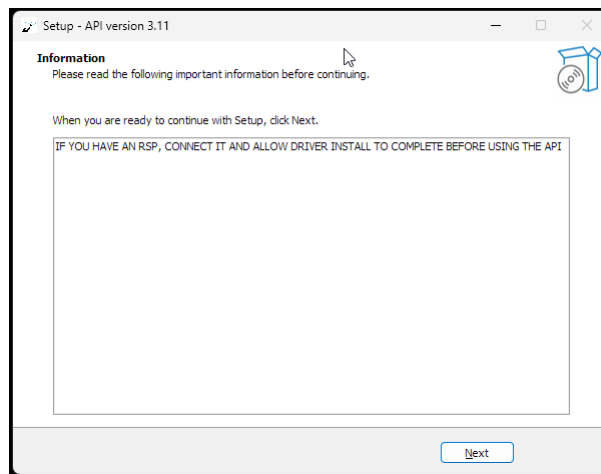 Setup - API version 3.11
Information
Please read the following important information before continuing.
When you are ready to continue with Setup, click Next.
IF YOU HAVE AN RSP, CONNECT IT AND ALLOW DRIVER INSTALL TO COMPLETE BEFORE USING THE API
Next